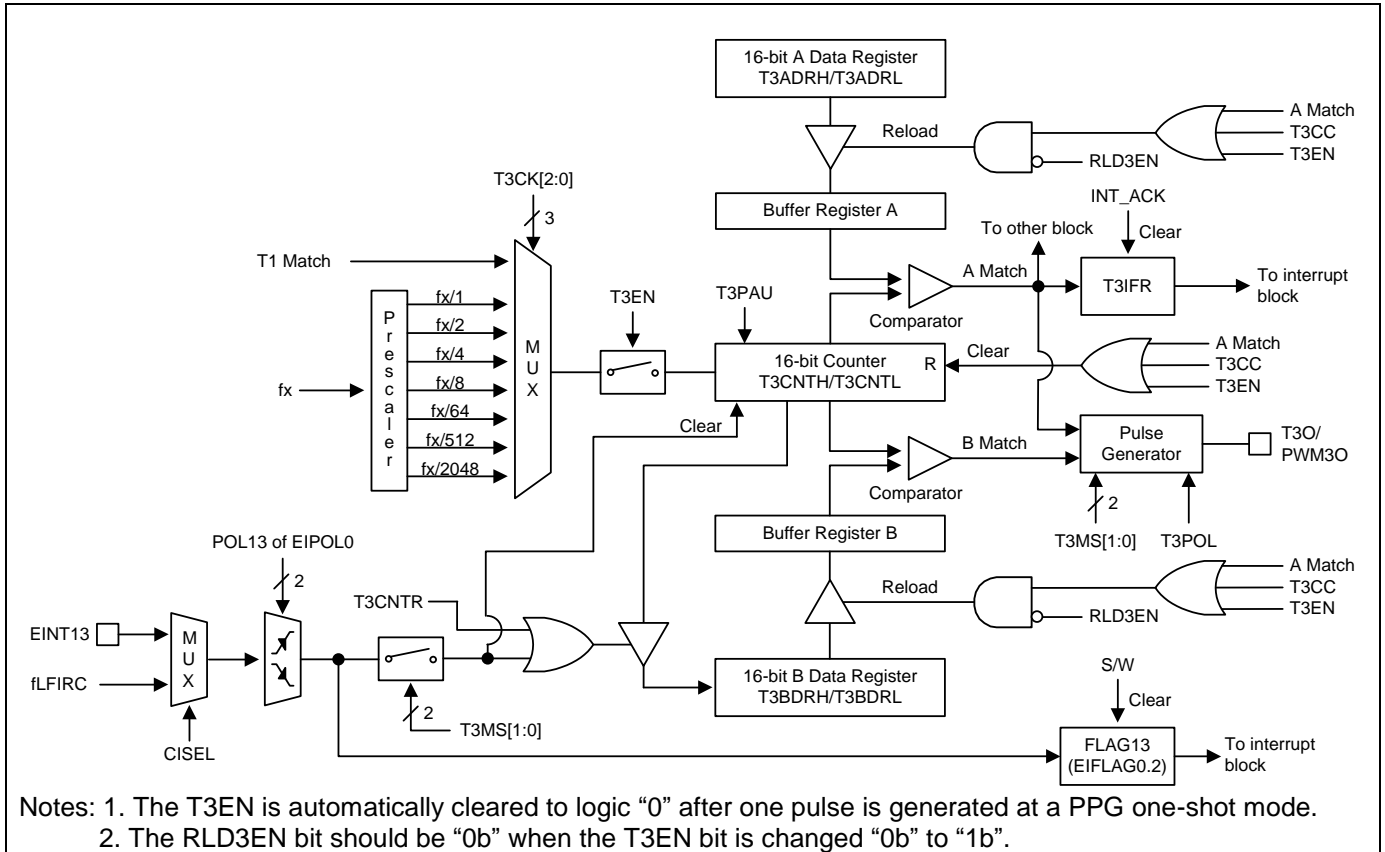 16-bit A Data Register
T3ADRH/T3ADRL
Reload
A Match
T3CC
T3EN
RLD3EN
T3CK[2:0]
3
Buffer Register A
INT_ACK
Clear
To other block
T1 Match
A Match
T3IFR
To interrupt
block
Prescaler
fx/1
fx/2
fx/4
fx/8
fx/64
fx/512
fx/2048
fx
MUX
T3EN
T3PAU
Comparator
16-bit Counter
T3CNTH/T3CNTL
R
Clear
A Match
T3CC
T3EN
Clear
B Match
Pulse
Generator
T3O/
PWM3O
Comparator
2
T3MS[1:0]
T3POL
Buffer Register B
POL13 of EIPOL0
2
T3CNTR
Reload
A Match
T3CC
T3EN
RLD3EN
EINT13
fLFIRC
MUX
CISEL
2
T3MS[1:0]
16-bit B Data Register
T3BDRH/T3BDRL
S/W
Clear
FLAG13
(EIFLAG0.2)
To interrupt
block
Notes: 1. The T3EN is automatically cleared to logic “0” after one pulse is generated at a PPG one-shot mode.
2. The RLD3EN bit should be “0b” when the T3EN bit is changed “0b” to “1b”.